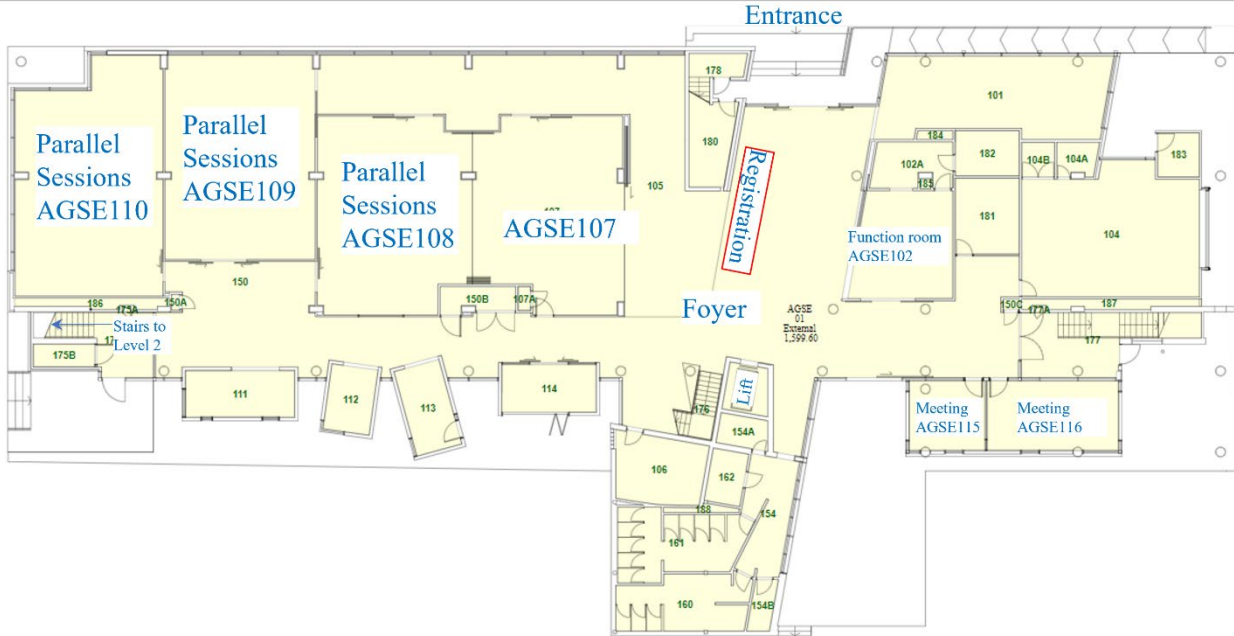 Entrance
178
101
Parallel
Sessions
AGSE110
Parallel
Sessions
AGSE109
Parallel
Sessions
AGSE108
AGSE107
180
105
Registration
184
102A
185
182
104B
104A
183
181
104
Function room
AGSE102
150
186
175A
150A
150B
107A
Foyer
AGSE
01
External
1,599.60
150C
177A
187
177
Stairs to
Level 2
175B
111
112
113
114
176
Lift
154A
Meeting
AGSE115
Meeting
AGSE116
106
162
188
154
161
160
154B